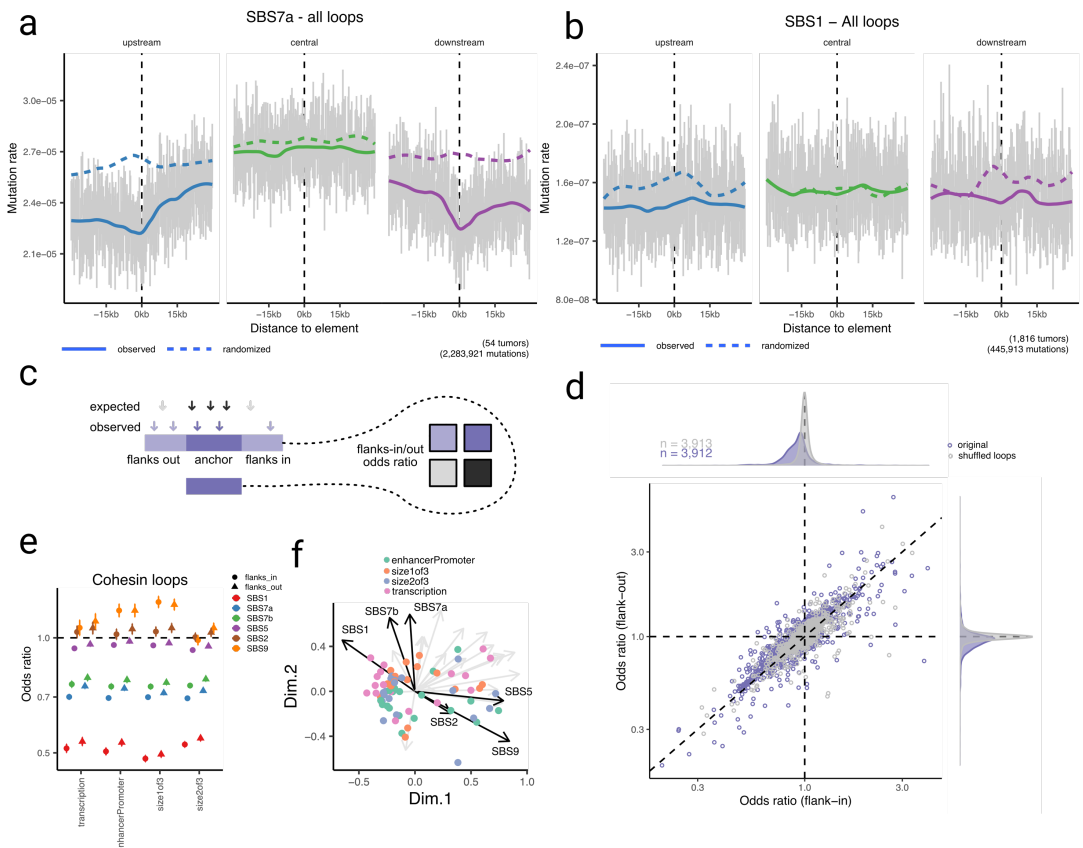 a
SBS7a - all loops
upstream
central
downstream
Mutation rate
3.0e−05
2.7e−05
2.4e−05
2.1e−05
−15kb 0kb 15kb
−15kb 0kb 15kb
−15kb 0kb 15kb
Distance to element
observed
randomized
(54 tumors)
(2,283,921 mutations)
b
SBS1 – All loops
upstream
central
downstream
Mutation rate
2.4e−07
2.0e−07
1.6e−07
1.2e−07
8.0e−08
−15kb 0kb 15kb
−15kb 0kb 15kb
−15kb 0kb 15kb
Distance to element
observed
randomized
(1,816 tumors)
(445,913 mutations)
c
expected
observed
flanks out anchor flanks in
flanks-in/out
odds ratio
d
n = 3,913
n = 3,912
original
shuffled loops
Odds ratio (flank−out)
3.0
1.0
0.3
0.3 1.0 3.0
Odds ratio (flank−in)
e
Cohesin loops
flanks_in
flanks_out
SBS1
SBS7a
SBS7b
SBS5
SBS2
SBS9
Odds ratio
1.0
0.7
0.5
transcription
nhancerPromoter
size1of3
size2of3
f
enhancerPromoter
size1of3
size2of3
transcription
SBS7b
SBS7a
SBS1
SBS5
SBS2
SBS9
Dim.2
0.4
0.0
−0.4
−0.5 0.0 0.5 1.0
Dim.1